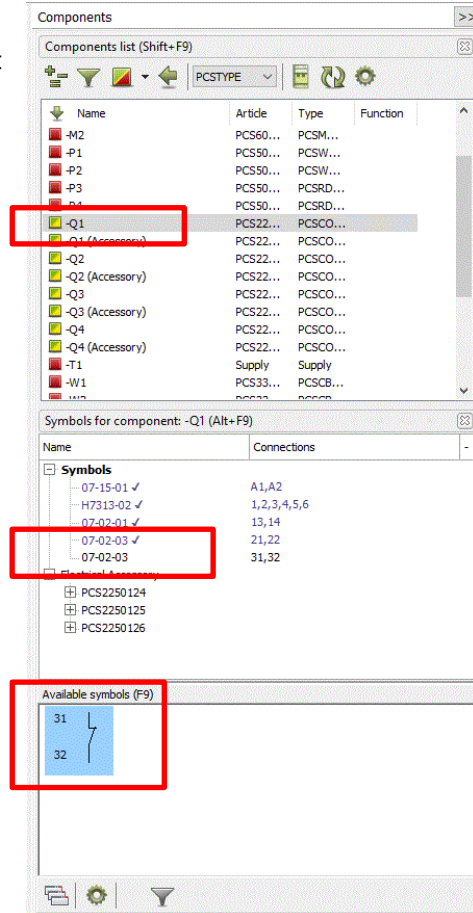 Components >>
Components list (Shift+F9)
PCSTYPE
Name Article Type Function
-M2 PCS60... PCSM...
-P1 PCS50... PCSW...
-P2 PCS50... PCSW...
-P3 PCS50... PCSRD...
-P4 PCS50... PCSRD...
-Q1 PCS22... PCSCO...
-Q1 (Accessory) PCS22... PCSCO...
-Q2 PCS22... PCSCO...
-Q2 (Accessory) PCS22... PCSCO...
-Q3 PCS22... PCSCO...
-Q3 (Accessory) PCS22... PCSCO...
-Q4 PCS22... PCSCO...
-Q4 (Accessory) PCS22... PCSCO...
-T1 Supply Supply
-W1 PCS33... PCSCB...
Symbols for component: -Q1 (Alt+F9)
Name Connections -
Symbols
07-15-01 ✓ A1,A2
H7313-02 ✓ 1,2,3,4,5,6
07-02-01 ✓ 13,14
07-02-03 ✓ 21,22
07-02-03 31,32
Electrical Accessory
PCS2250124
PCS2250125
PCS2250126
Available symbols (F9)
31
32